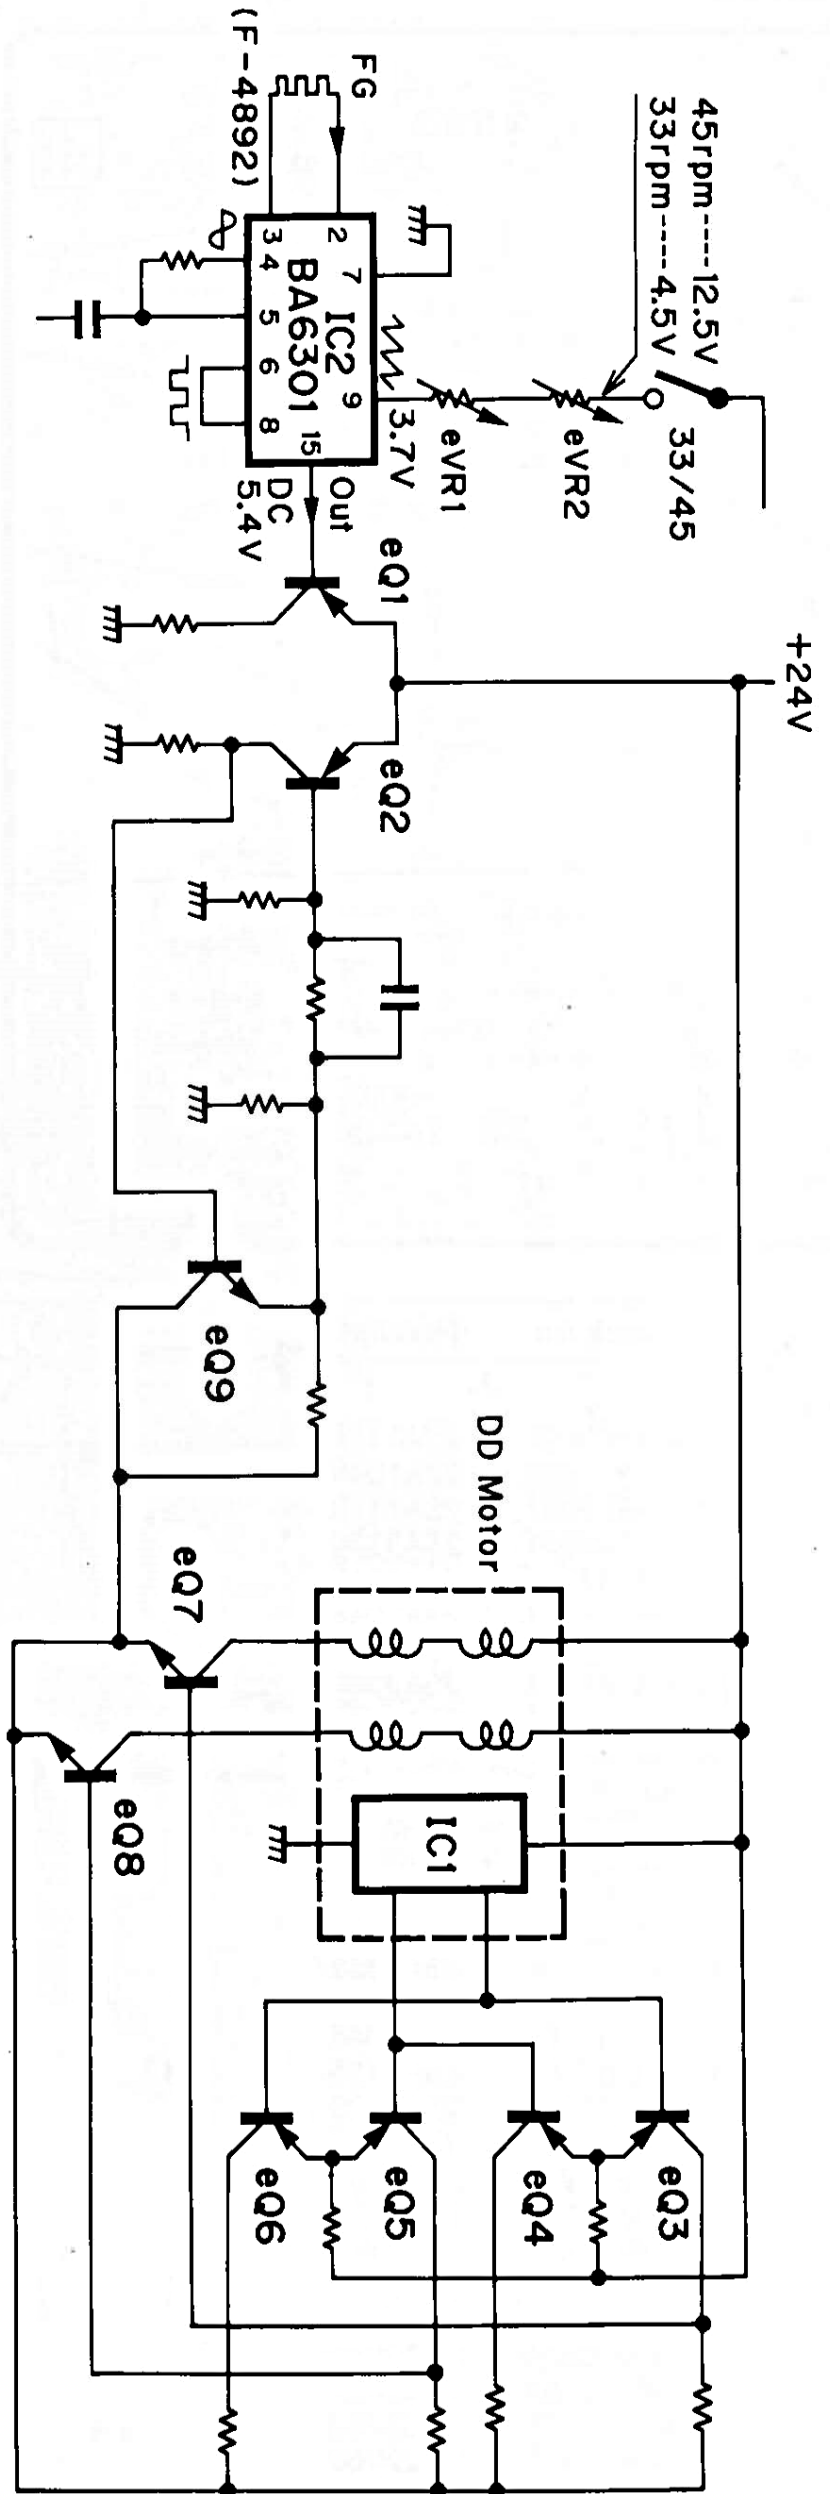 45rpm----12.5V
33rpm----4.5V
33/45
+24V
FG
(F-4892)
eVR1
eVR2
3.7V
IC2
BA6301
2
3
4
5
6
7
8
9
15
Out
DC
5.4V
eQ1
eQ2
eQ9
DD Motor
eQ7
eQ8
IC1
eQ3
eQ4
eQ5
eQ6